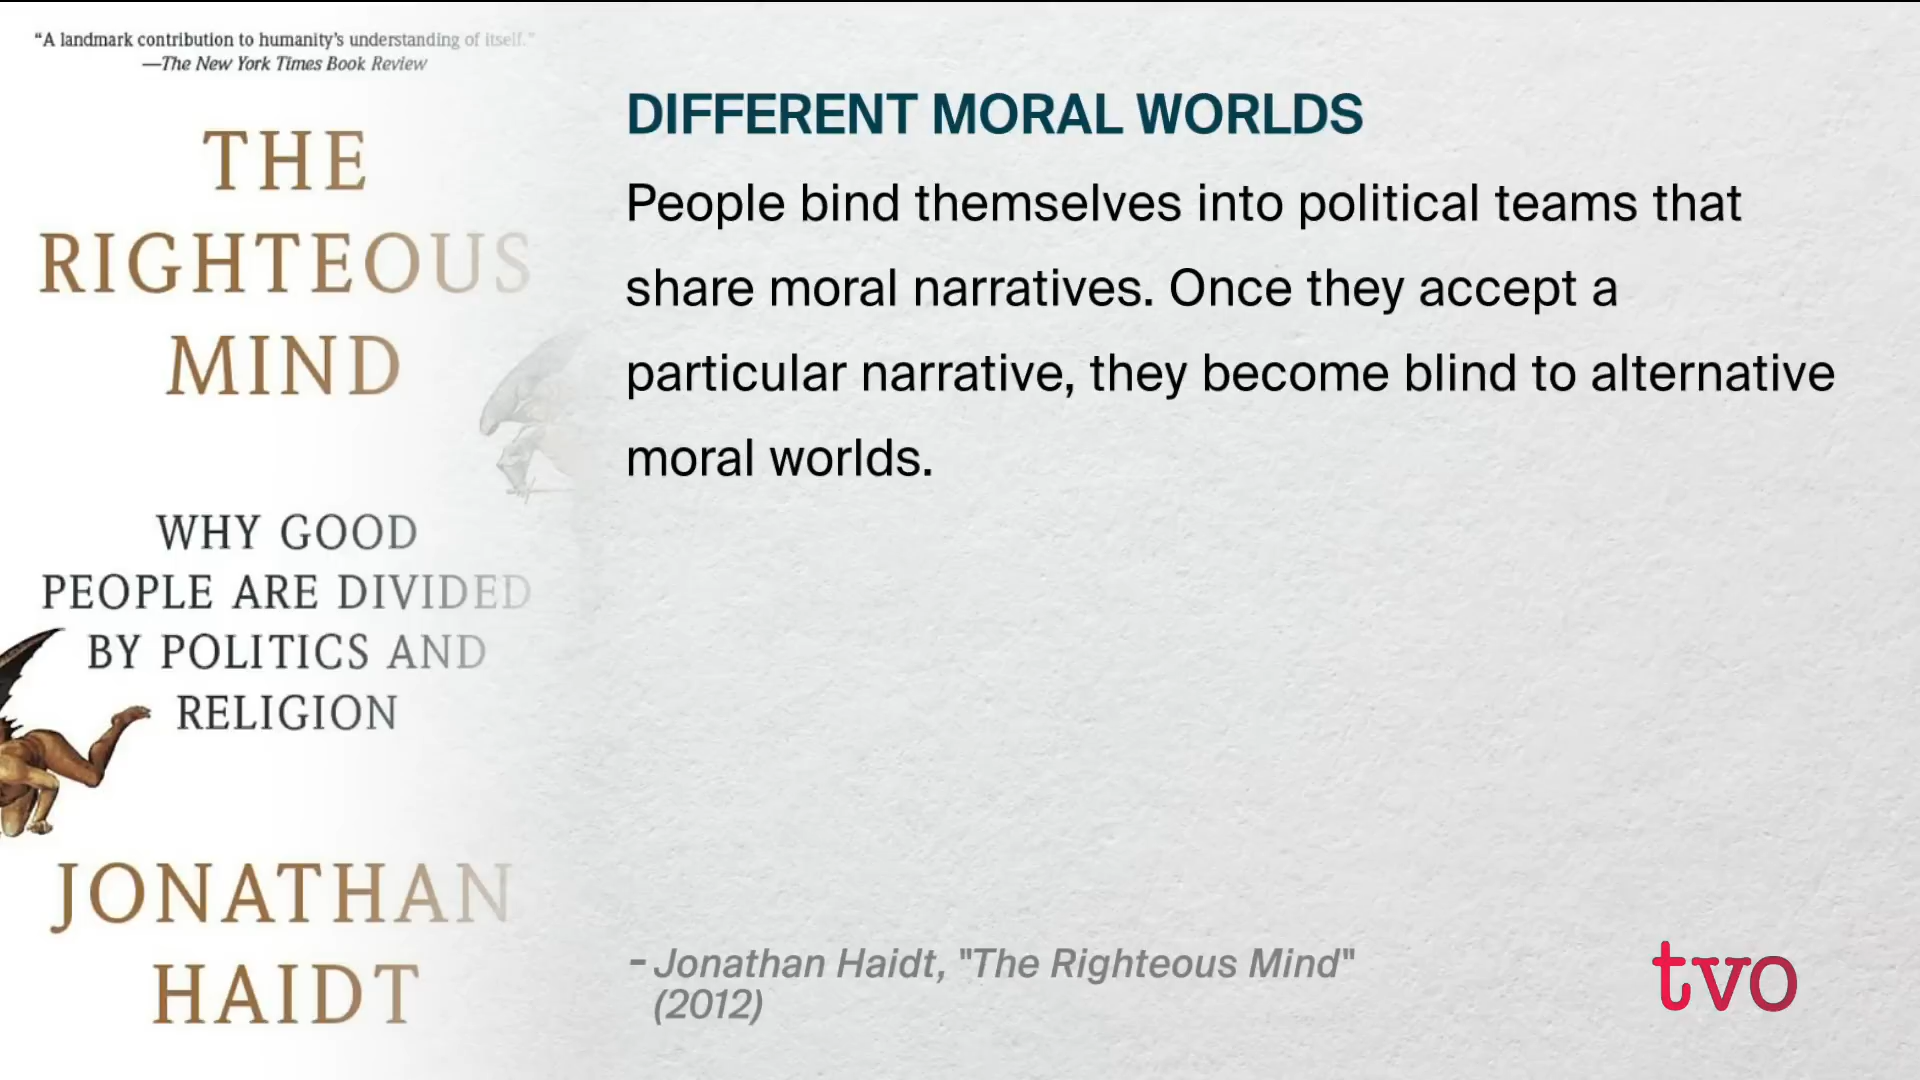 “A landmark contribution to humanity’s understanding of itself.”
—The New York Times Book Review
THE
RIGHTEOUS
MIND
WHY GOOD
PEOPLE ARE DIVIDED
BY POLITICS AND
RELIGION
JONATHAN
HAIDT
DIFFERENT MORAL WORLDS
People bind themselves into political teams that
share moral narratives. Once they accept a
particular narrative, they become blind to alternative
moral worlds.
- Jonathan Haidt, "The Righteous Mind"
(2012)
tvo